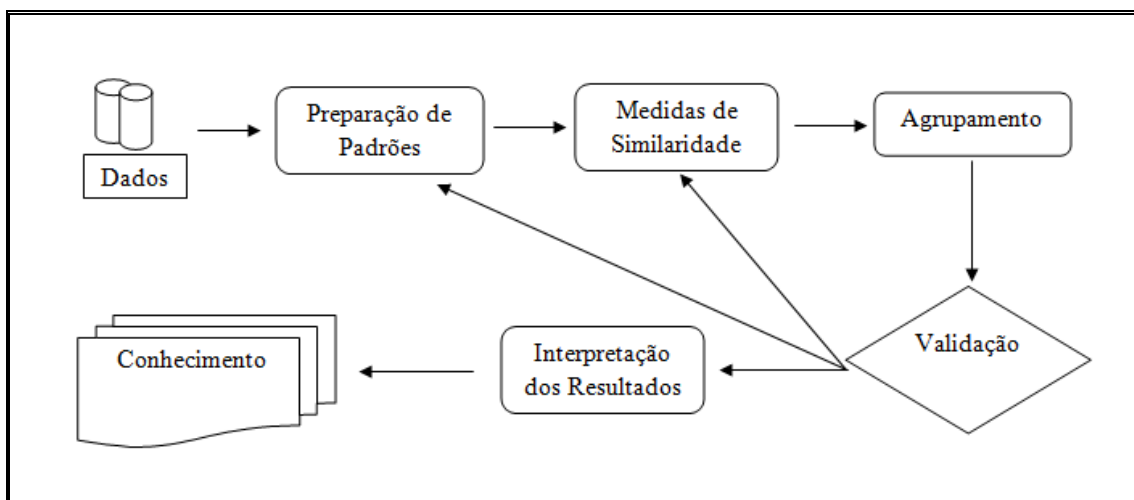 Dados
Preparação de
Padrões
Medidas de
Similaridade
Agrupamento
Validação
Interpretação
dos Resultados
Conhecimento